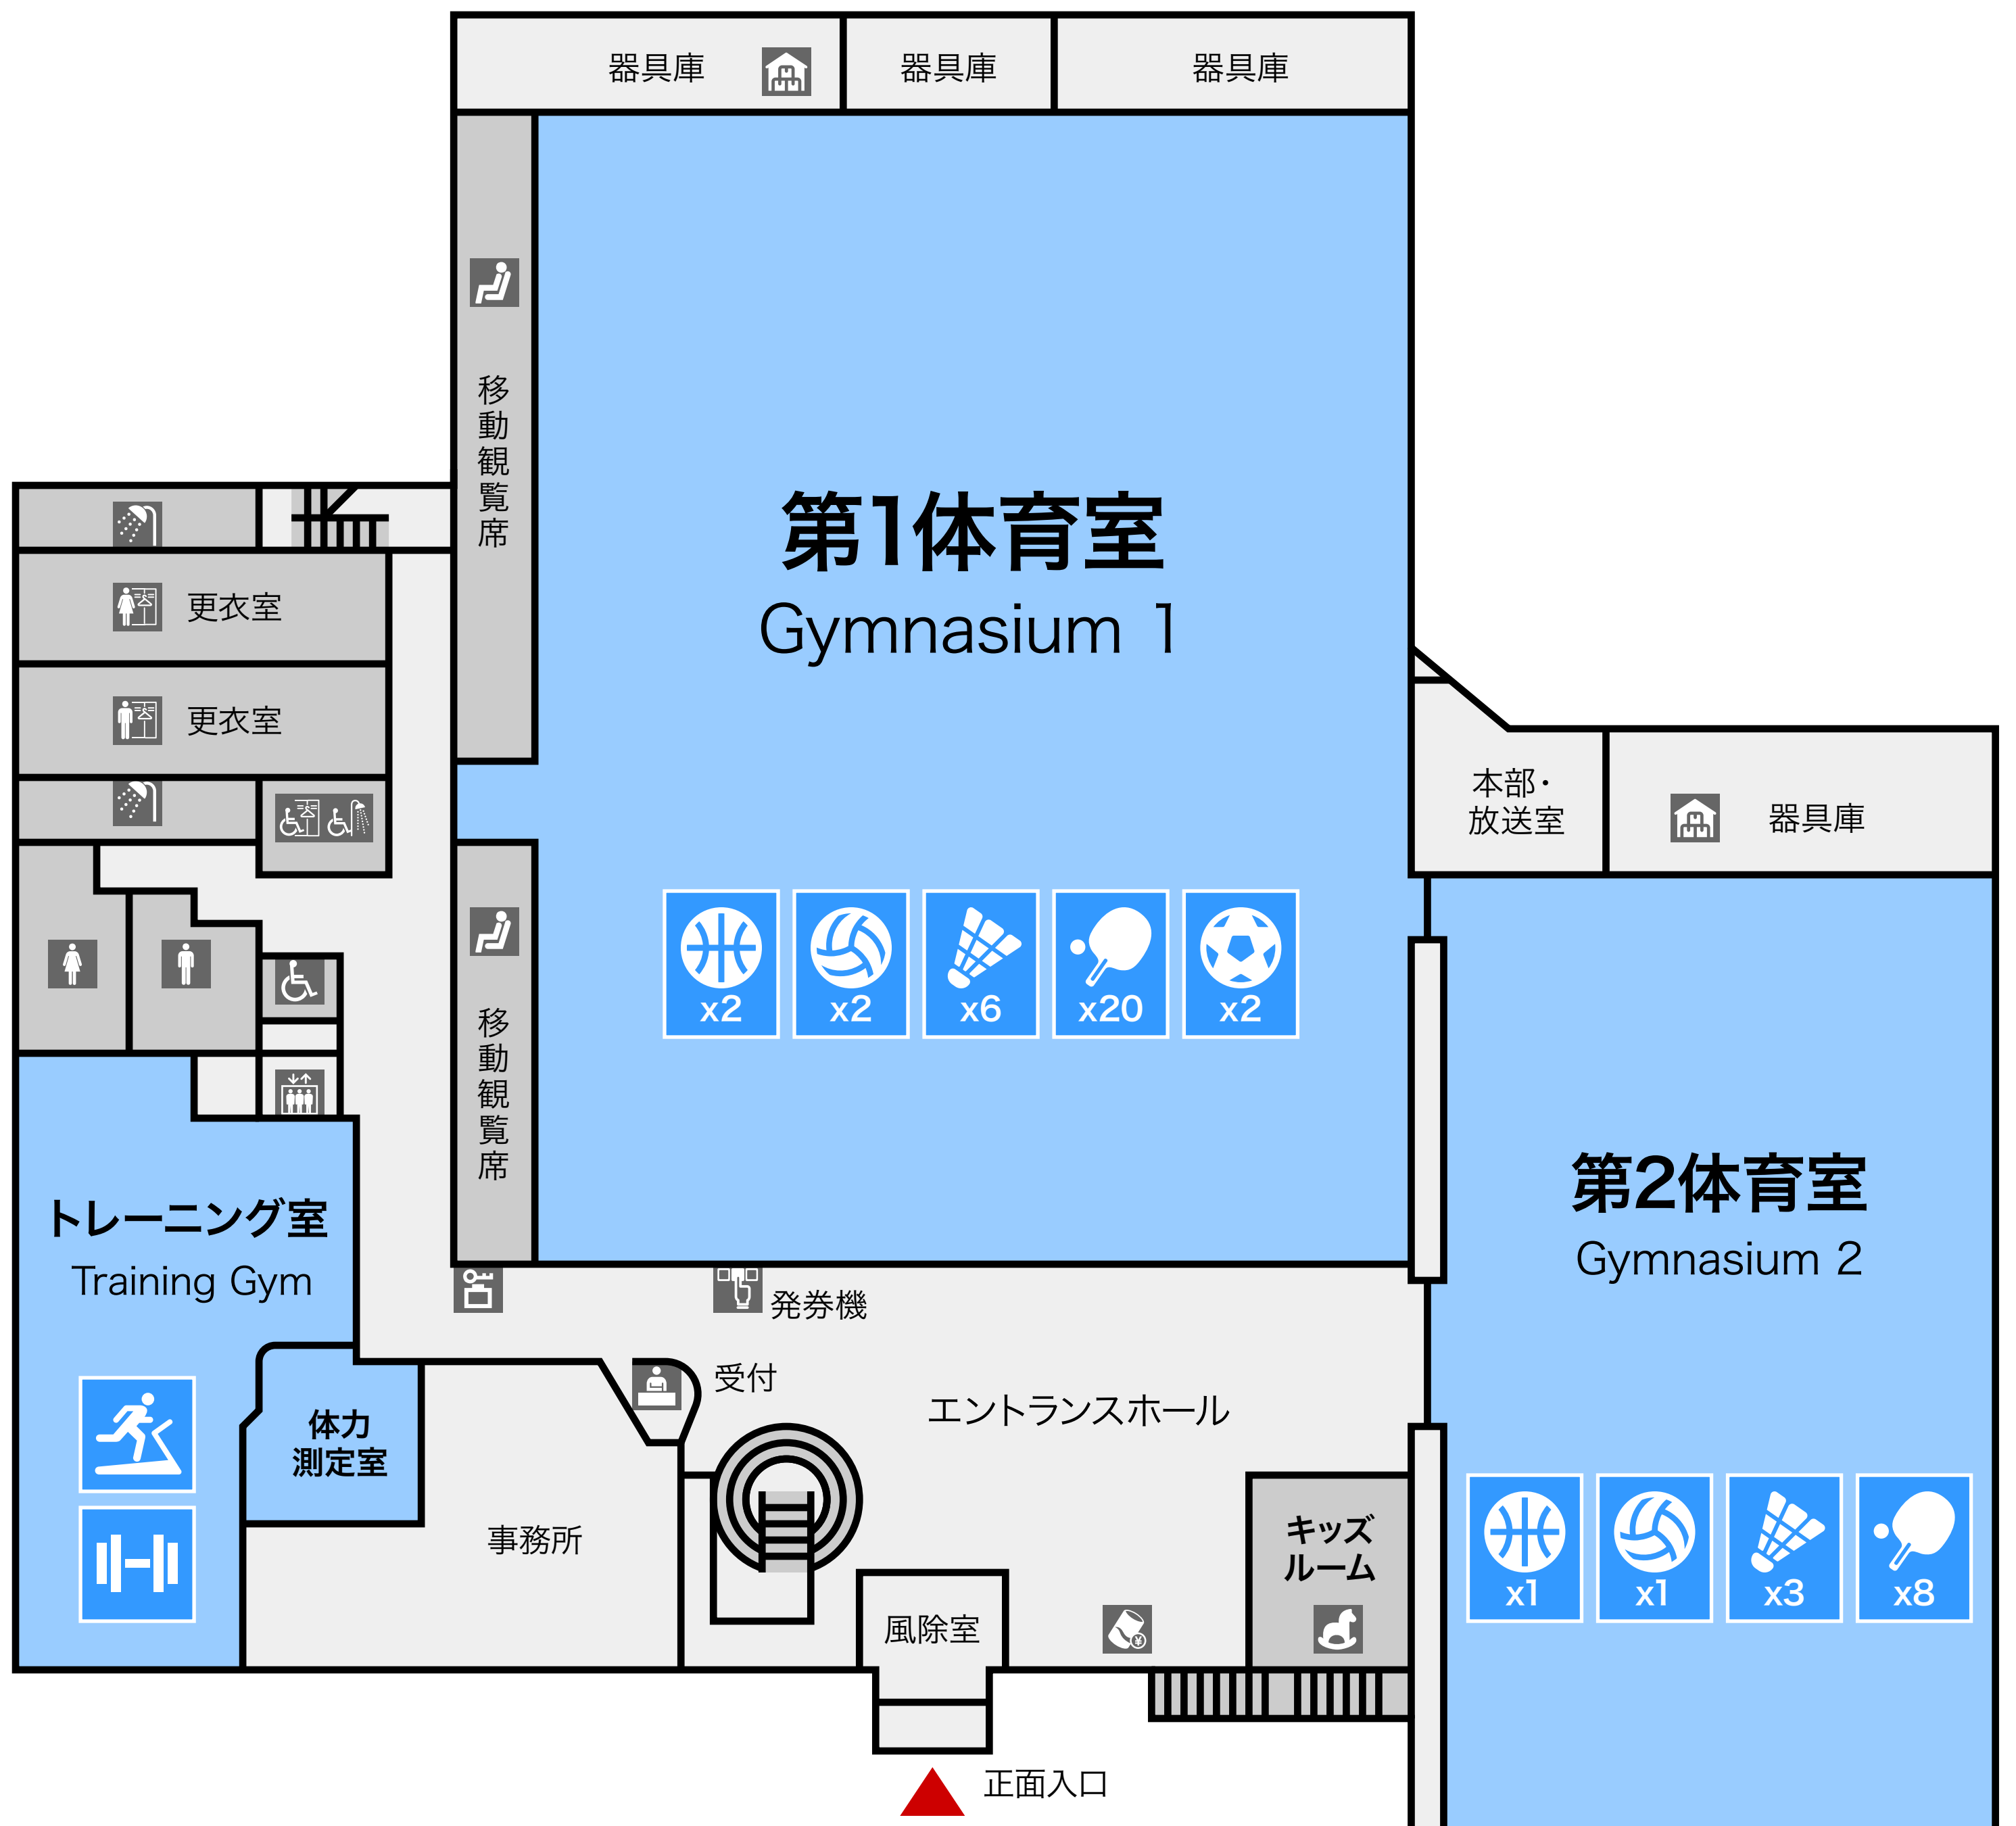 器具庫
器具庫
器具庫
移動観覧席
第1体育室
Gymnasium 1
更衣室
更衣室
本部・
放送室
器具庫
x2
x2
x6
x20
x2
移動観覧席
第2体育室
Gymnasium 2
トレーニング室
Training Gym
発券機
受付
エントランスホール
体力
測定室
事務所
キッズ
ルーム
x1
x1
x3
x8
風除室
¥
正面入口